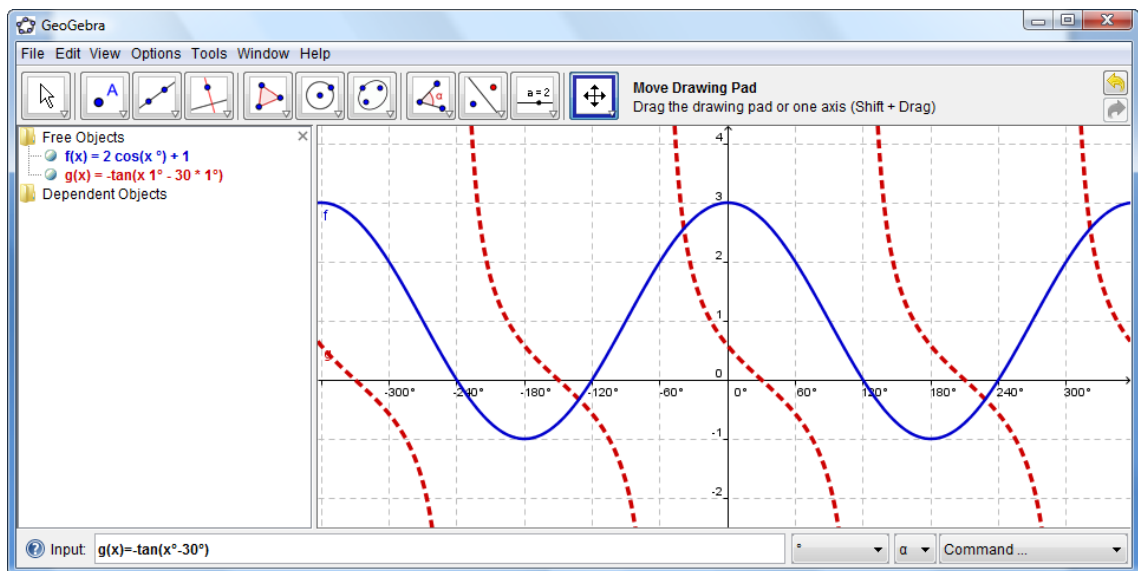 GeoGebra
File Edit View Options Tools Window Help
A
α
a = 2
Move Drawing Pad
Drag the drawing pad or one axis (Shift + Drag)
Free Objects
f(x) = 2 cos(x °) + 1
g(x) = -tan(x 1° - 30 * 1°)
Dependent Objects
4
3
f
2
1
g
0
-300° -240° -180° -120° -60° 0° 60° 120° 180° 240° 300°
-1
-2
Input: g(x)=-tan(x°-30°)
° α Command ...